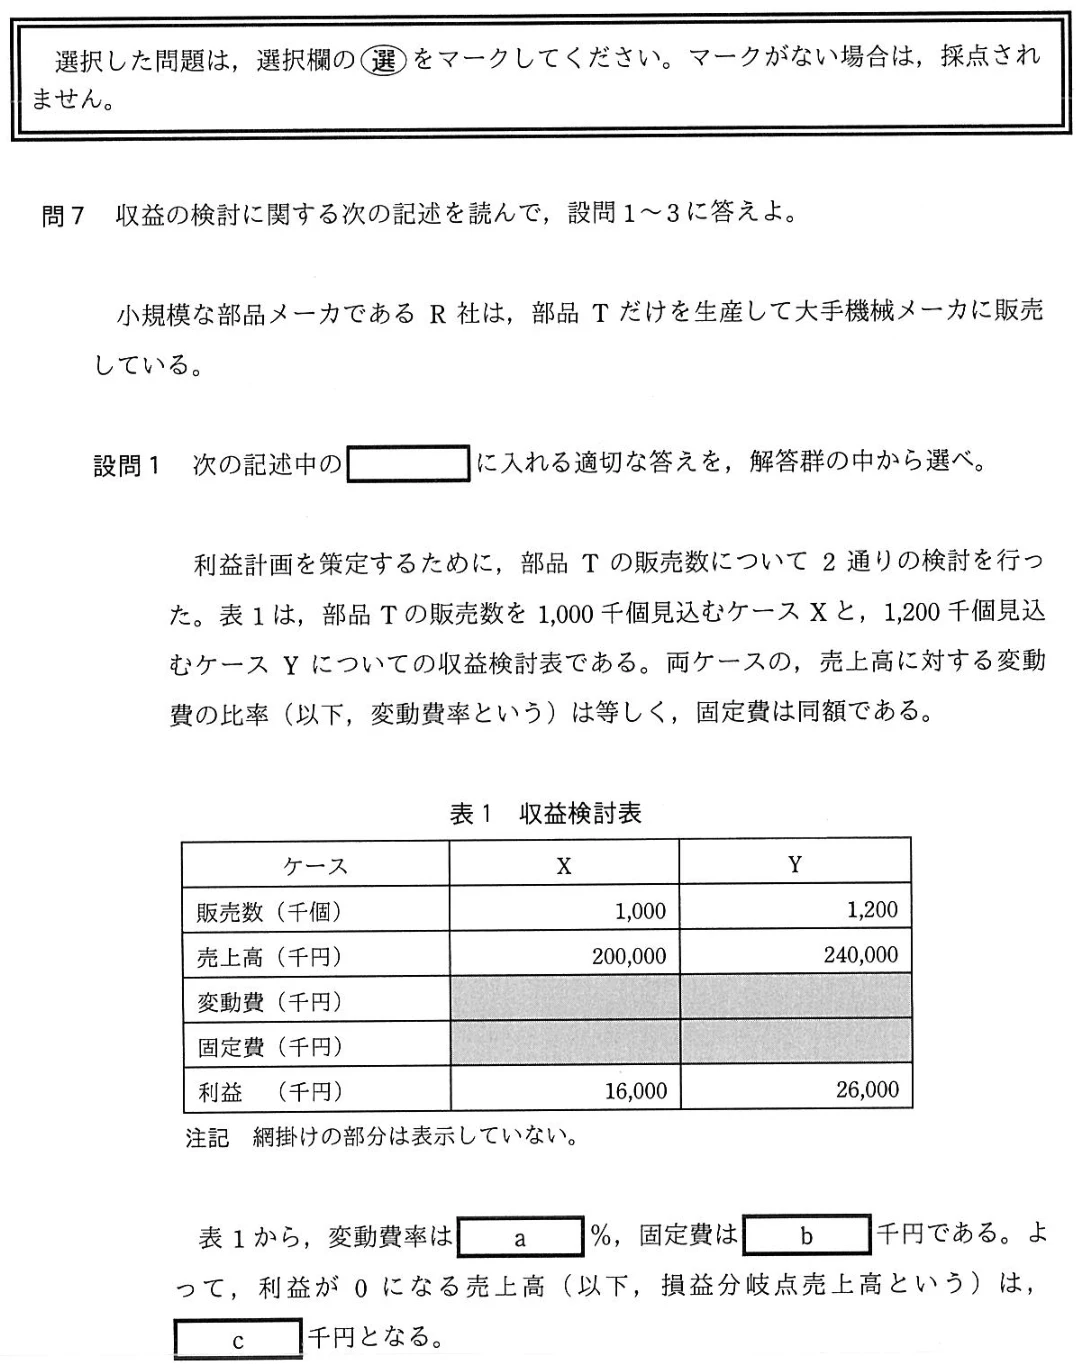 選択した問題は，選択欄の㊟をマークしてください。マークがない場合は，採点され
ません。
問7 収益の検討に関する次の記述を読んで，設問1～3に答えよ。
小規模な部品メーカである R 社は，部品 T だけを生産して大手機械メーカに販売
している。
設問1 次の記述中の に入れる適切な答えを，解答群の中から選べ。
利益計画を策定するために，部品 T の販売数について 2 通りの検討を行っ
た。表1は，部品Tの販売数を 1,000 千個見込むケース X と，1,200 千個見込
むケース Y についての収益検討表である。両ケースの，売上高に対する変動
費の比率（以下，変動費率という）は等しく，固定費は同額である。
表1 収益検討表
ケース X Y
販売数（千個） 1,000 1,200
売上高（千円） 200,000 240,000
変動費（千円）
固定費（千円）
利益 （千円） 16,000 26,000
注記 網掛けの部分は表示していない。
表1から，変動費率は a %，固定費は b 千円である。よ
って，利益が 0 になる売上高（以下，損益分岐点売上高という）は，
c 千円となる。